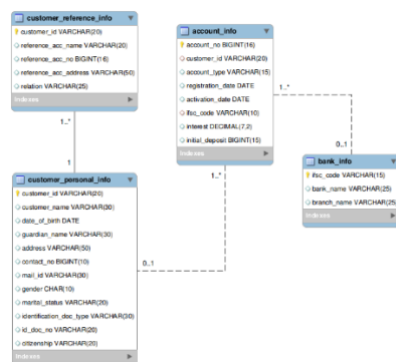 customer_reference_info
customer_id VARCHAR(20)
reference_acc_name VARCHAR(20)
reference_acc_no BIGINT(16)
reference_acc_address VARCHAR(50)
relation VARCHAR(25)
Indexes
account_info
account_no BIGINT(16)
customer_id VARCHAR(20)
account_type VARCHAR(15)
registration_date DATE
activation_date DATE
ifsc_code VARCHAR(10)
interest DECIMAL(7,2)
initial_deposit BIGINT(15)
Indexes
1..*
1..*
0..1
1..*
bank_info
ifsc_code VARCHAR(15)
bank_name VARCHAR(25)
branch_name VARCHAR(25)
Indexes
1
customer_personal_info
customer_id VARCHAR(20)
customer_name VARCHAR(30)
date_of_birth DATE
guardian_name VARCHAR(30)
address VARCHAR(50)
contact_no BIGINT(10)
mail_id VARCHAR(30)
gender CHAR(10)
marital_status VARCHAR(20)
identification_doc_type VARCHAR(30)
id_doc_no VARCHAR(20)
citizenship VARCHAR(20)
Indexes
0..1